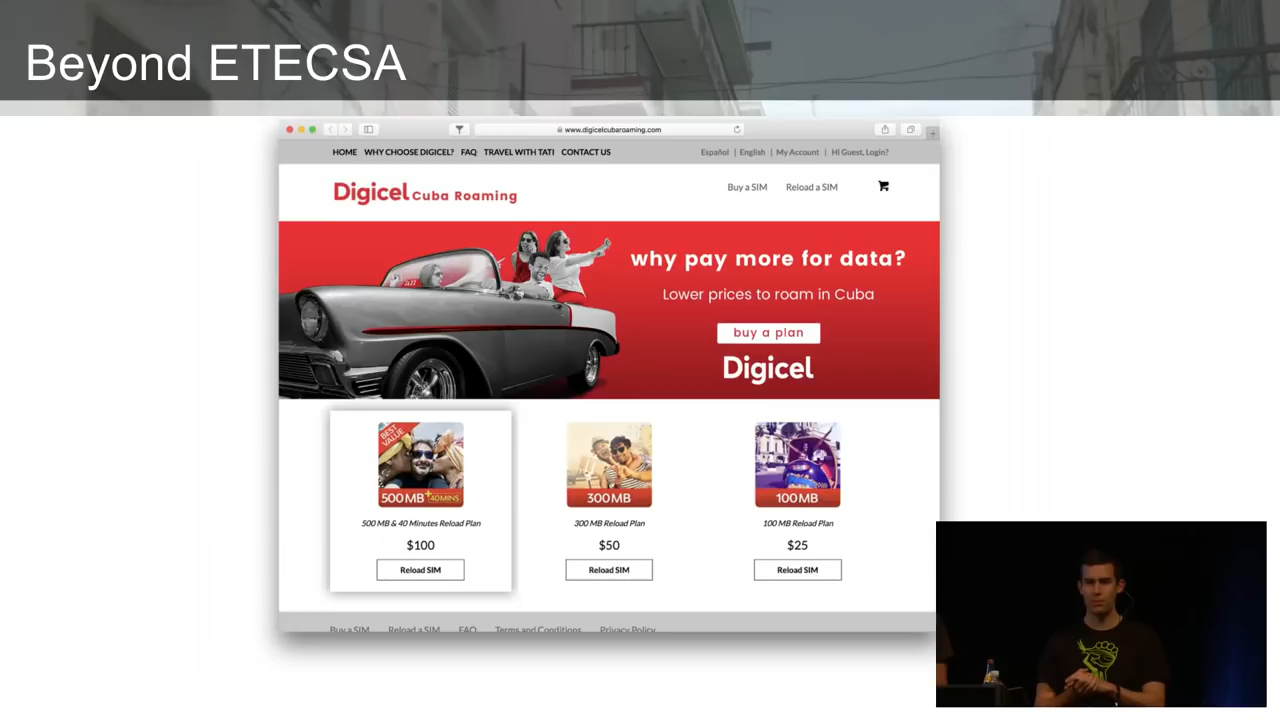 Beyond ETECSA
www.digicelcubaroaming.com
HOME WHY CHOOSE DIGICEL? FAQ TRAVEL WITH TATI CONTACT US
Español | English | My Account | Hi Guest, Login?
Digicel Cuba Roaming
Buy a SIM Reload a SIM
why pay more for data?
Lower prices to roam in Cuba
buy a plan
Digicel
TAXI
BEST VALUE
500 MB + 40 MINS
300 MB
100 MB
500 MB & 40 Minutes Reload Plan
300 MB Reload Plan
100 MB Reload Plan
$100
$50
$25
Reload SIM
Reload SIM
Reload SIM
Buy a SIM Reload a SIM FAQ Terms and Conditions Privacy Policy